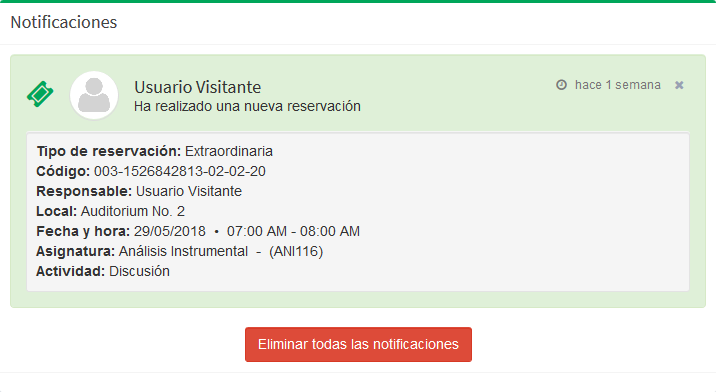 Notificaciones
Usuario Visitante
hace 1 semana
Ha realizado una nueva reservación
Tipo de reservación: Extraordinaria
Código: 003-1526842813-02-02-20
Responsable: Usuario Visitante
Local: Auditorium No. 2
Fecha y hora: 29/05/2018 • 07:00 AM - 08:00 AM
Asignatura: Análisis Instrumental - (ANI116)
Actividad: Discusión
Eliminar todas las notificaciones